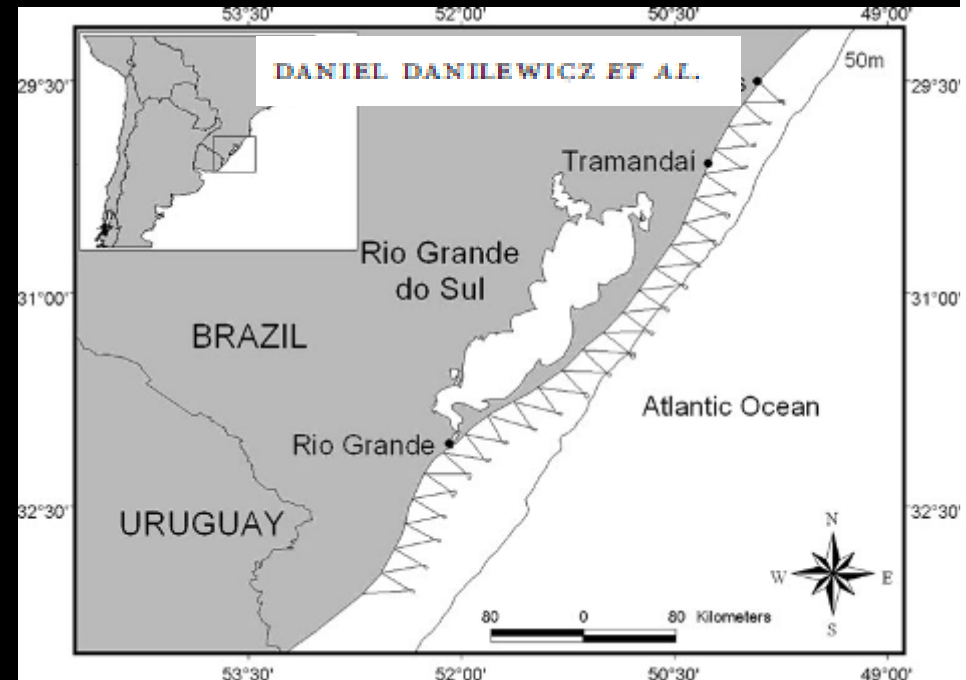 53°30' 52°00' 50°30' 49°00'
DANIEL DANILEWICZ ET AL.
50m
29°30' s 29°30'
Tramandaí
Rio Grande
do Sul
31°00' 31°00'
BRAZIL
Atlantic Ocean
Rio Grande
32°30' 32°30'
URUGUAY
N
W E
S
80 0 80 Kilometers
53°30' 52°00' 50°30' 49°00'